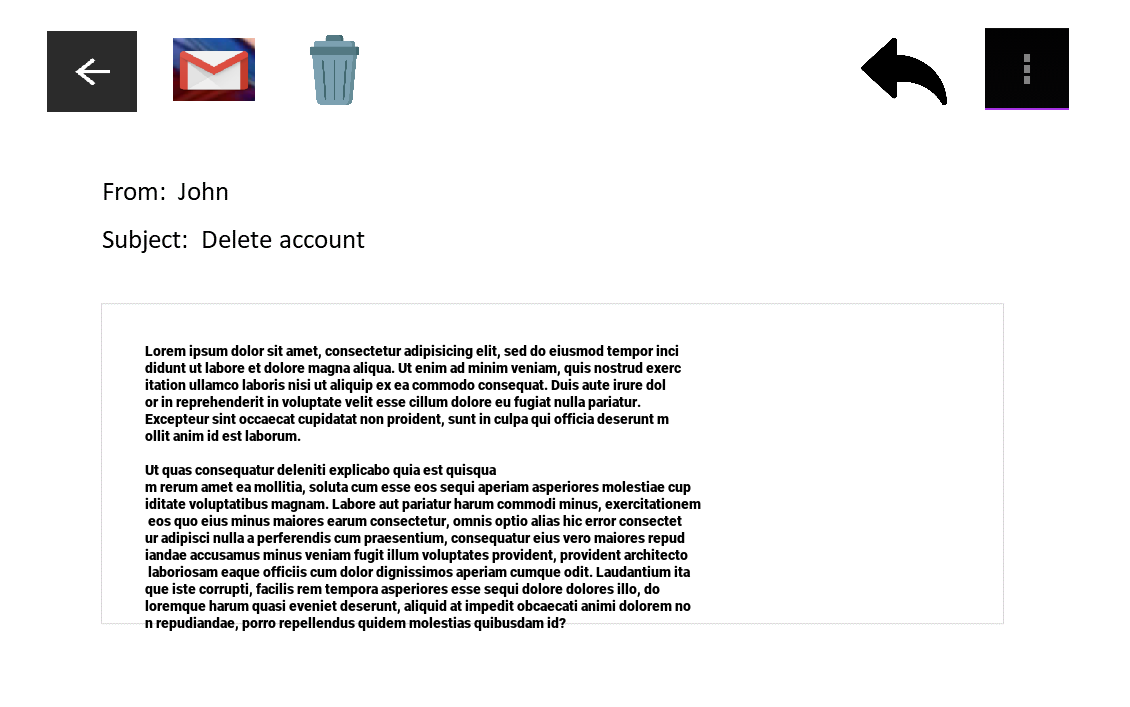 From: John
Subject: Delete account
Lorem ipsum dolor sit amet, consectetur adipisicing elit, sed do eiusmod tempor inci
didunt ut labore et dolore magna aliqua. Ut enim ad minim veniam, quis nostrud exerc
itation ullamco laboris nisi ut aliquip ex ea commodo consequat. Duis aute irure dol
or in reprehenderit in voluptate velit esse cillum dolore eu fugiat nulla pariatur.
Excepteur sint occaecat cupidatat non proident, sunt in culpa qui officia deserunt m
ollit anim id est laborum.
Ut quas consequatur deleniti explicabo quia est quisqua
m rerum amet ea mollitia, soluta cum esse eos sequi aperiam asperiores molestiae cup
iditate voluptatibus magnam. Labore aut pariatur harum commodi minus, exercitationem
eos quo eius minus maiores earum consectetur, omnis optio alias hic error consectet
ur adipisci nulla a perferendis cum praesentium, consequatur eius vero maiores repud
iandae accusamus minus veniam fugit illum voluptates provident, provident architecto
laboriosam eaque officiis cum dolor dignissimos aperiam cumque odit. Laudantium ita
que iste corrupti, facilis rem tempora asperiores esse sequi dolore dolores illo, do
loremque harum quasi eveniet deserunt, aliquid at impedit obcaecati animi dolorem no
n repudiandae, porro repellendus quidem molestias quibusdam id?